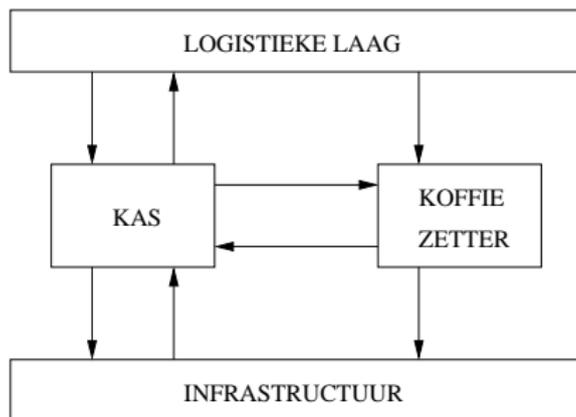 LOGISTIEKE LAAG
KAS
KOFFIE
ZETTER
INFRASTRUCTUUR